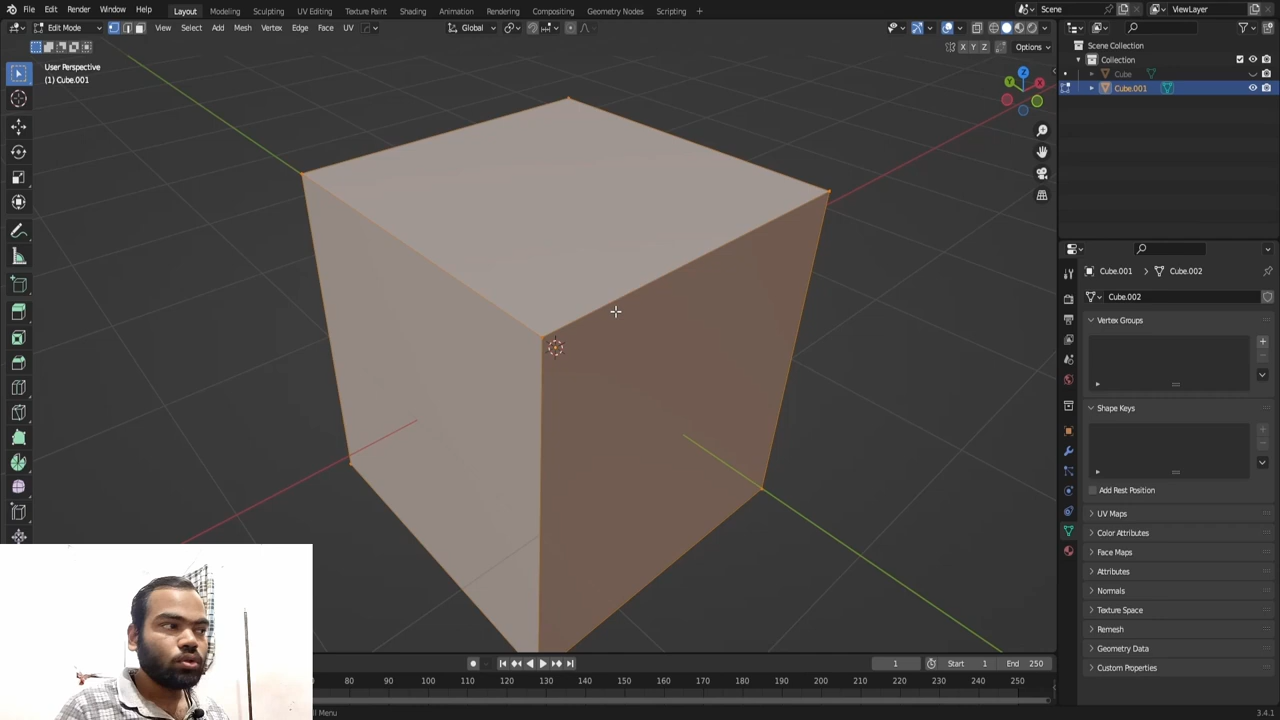 File Edit Render Window Help Layout Modeling Sculpting UV Editing Texture Paint Shading Animation Rendering Compositing Geometry Nodes Scripting + Scene ViewLayer
Edit Mode View Select Add Mesh Vertex Edge Face UV Global
X Y Z Options
User Perspective
(1) Cube.001
Z
Y
X
Scene Collection
Collection
Cube
Cube.001
Cube.001 > Cube.002
Cube.002
Vertex Groups
Shape Keys
Add Rest Position
UV Maps
Color Attributes
Face Maps
Attributes
Normals
Texture Space
Remesh
Geometry Data
Custom Properties
1 Start 1 End 250
80 90 100 110 120 130 140 150 160 170 180 190 200 210 220 230 240 250
Menu
3.4.1